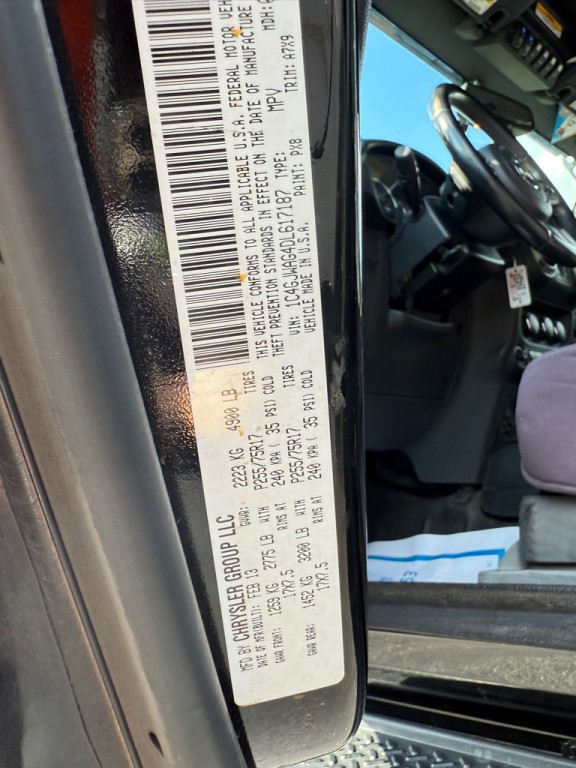 MFD BY CHRYSLER GROUP LLC
DATE OF MFR(BUILT): FEB 13 GVWR: 2223 KG 4900 LB
GAWR FRONT: 1259 KG 2775 LB WITH P255/75R17 TIRES
17X7.5 RIMS AT 240 KPA ( 35 PSI) COLD
GAWR REAR: 1452 KG 3200 LB WITH P255/75R17 TIRES
17X7.5 RIMS AT 240 KPA ( 35 PSI) COLD
THIS VEHICLE CONFORMS TO ALL APPLICABLE U.S.A. FEDERAL MOTOR VEH
THEFT PREVENTION STANDARDS IN EFFECT ON THE DATE OF MANUFACTURE
VIN: 1C4GJWAG4DL617187 TYPE: MPV MDH:
VEHICLE MADE IN U.S.A. PAINT: PX8 TRIM: A7X9